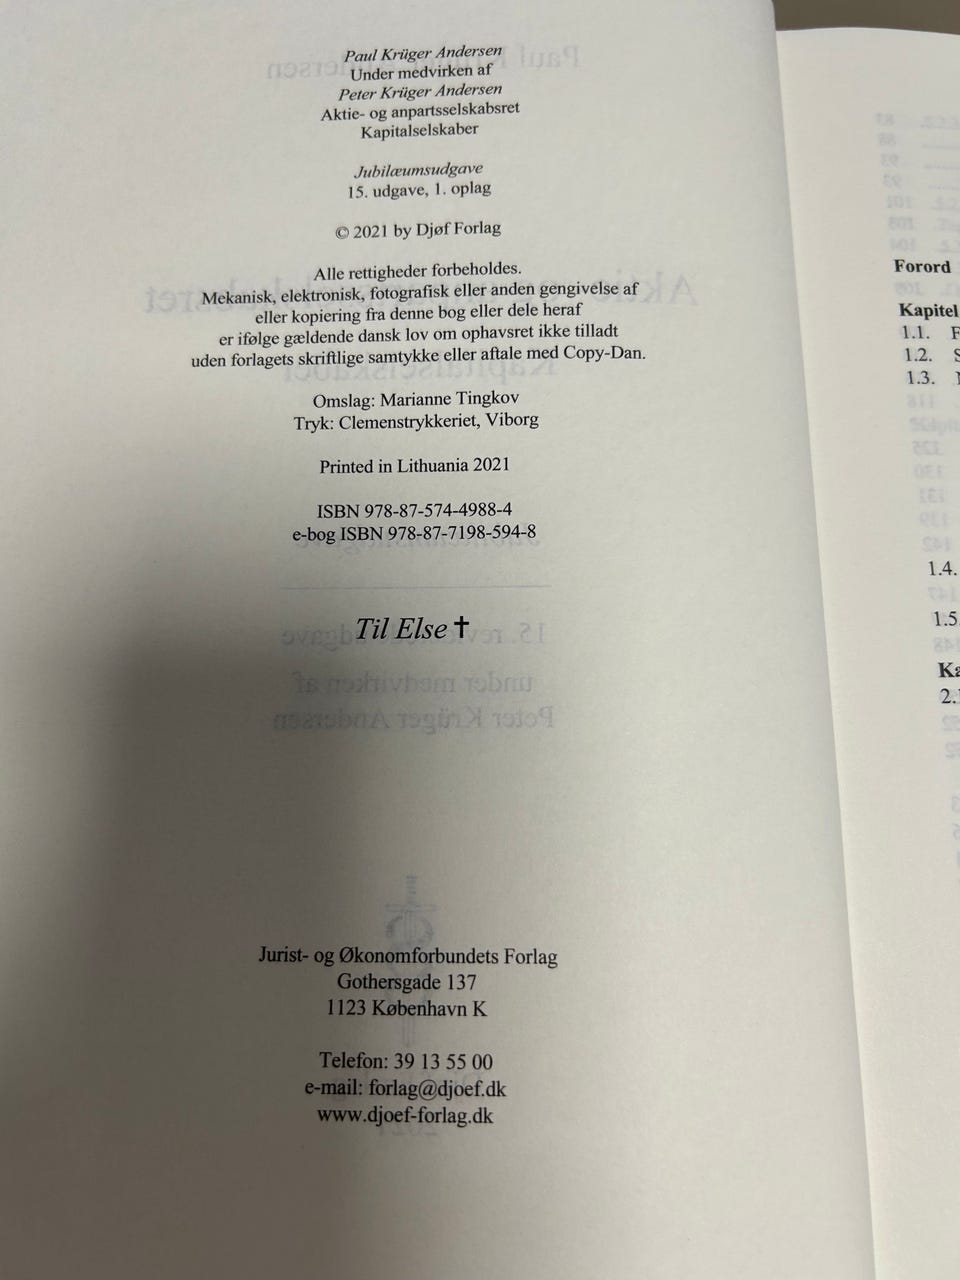 Paul Krüger Andersen
Under medvirken af
Peter Krüger Andersen
Aktie- og anpartsselskabsret
Kapitalselskaber
Jubilæumsudgave
15. udgave, 1. oplag
© 2021 by Djøf Forlag
Alle rettigheder forbeholdes.
Mekanisk, elektronisk, fotografisk eller anden gengivelse af
eller kopiering fra denne bog eller dele heraf
er ifølge gældende dansk lov om ophavsret ikke tilladt
uden forlagets skriftlige samtykke eller aftale med Copy-Dan.
Omslag: Marianne Tingkov
Tryk: Clemenstrykkeriet, Viborg
Printed in Lithuania 2021
ISBN 978-87-574-4988-4
e-bog ISBN 978-87-7198-594-8
Til Else ✝
Jurist- og Økonomforbundets Forlag
Gothersgade 137
1123 København K
Telefon: 39 13 55 00
e-mail: forlag@djoef.dk
www.djoef-forlag.dk
Forord
Kapitel
1.1.
1.2.
1.3.
1.4.
1.5
2.